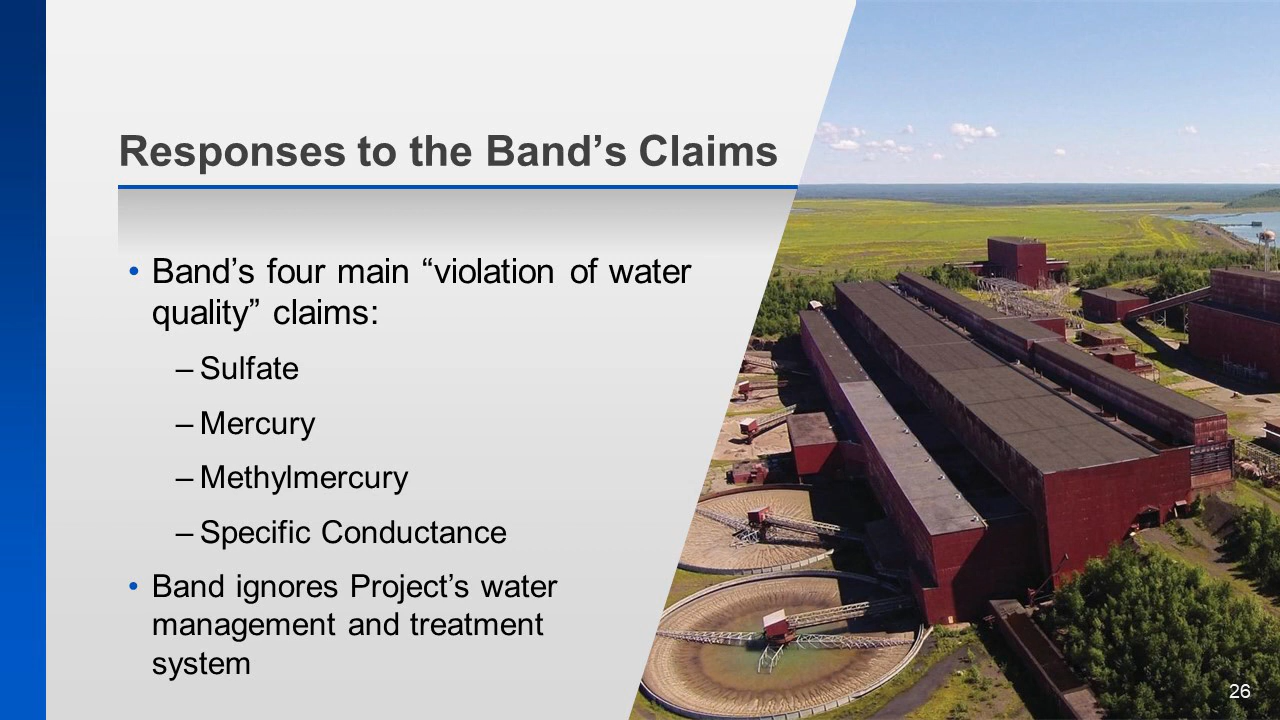 Responses to the Band’s Claims
• Band’s four main “violation of water
quality” claims:
– Sulfate
– Mercury
– Methylmercury
– Specific Conductance
• Band ignores Project’s water
management and treatment
system
26